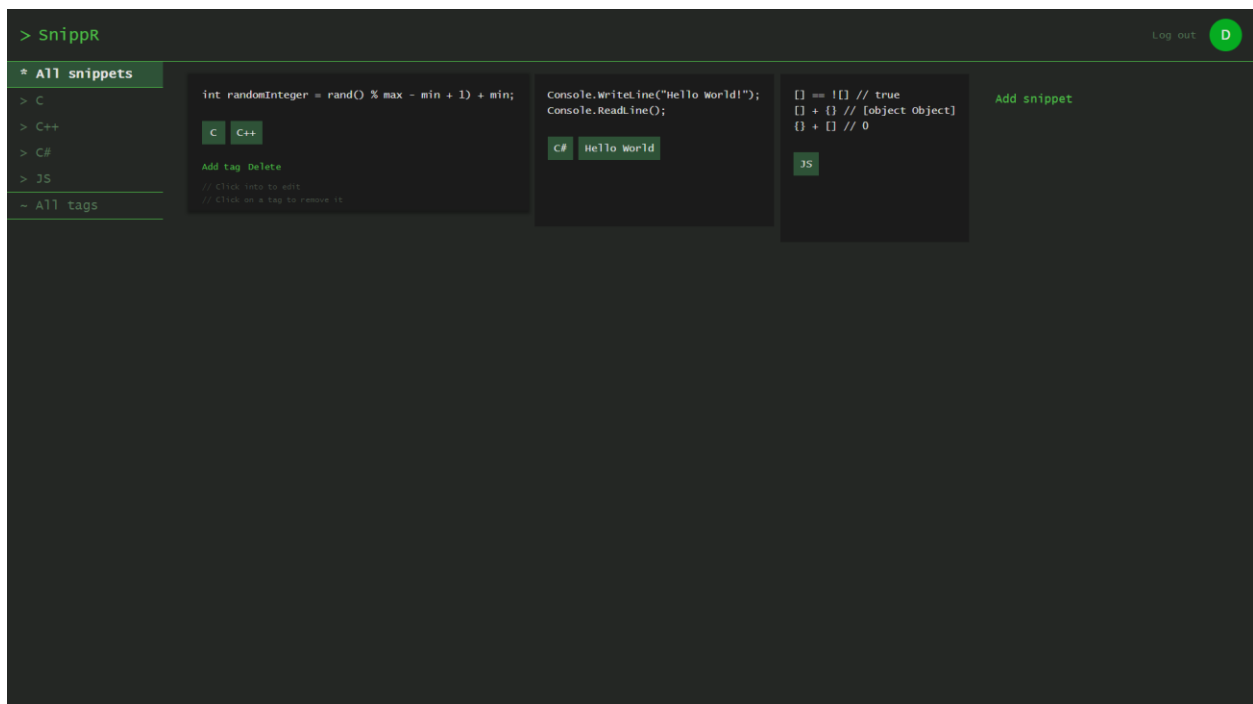 > SnippR
Log out
D
* All snippets
> C
> C++
> C#
> JS
~ All tags
int randomInteger = rand() % max - min + 1) + min;
C C++
Add tag Delete
// Click into to edit
// Click on a tag to remove it
Console.WriteLine("Hello World!");
Console.ReadLine();
C# Hello World
[] == ![] // true
[] + {} // [object Object]
{} + [] // 0
JS
Add snippet